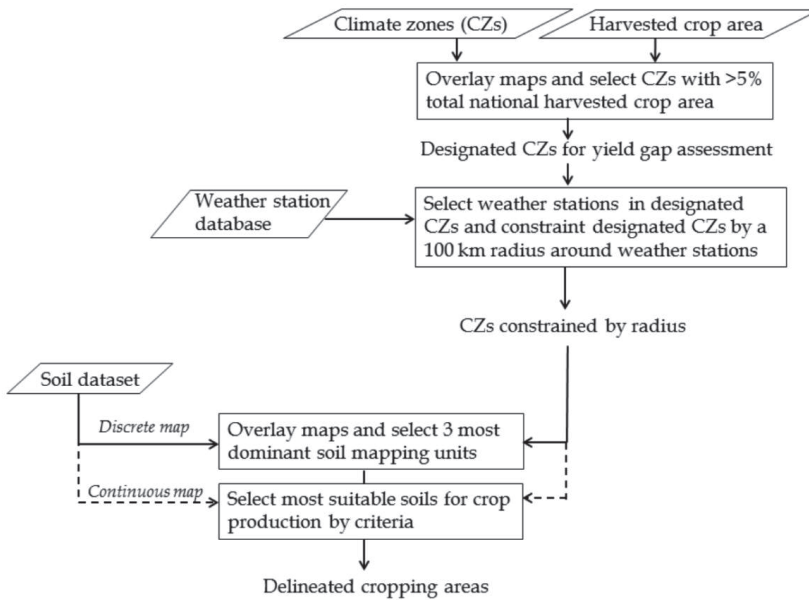 Climate zones (CZs)
Harvested crop area
Overlay maps and select CZs with >5%
total national harvested crop area
Designated CZs for yield gap assessment
Weather station
database
Select weather stations in designated
CZs and constraint designated CZs by a
100 km radius around weather stations
CZs constrained by radius
Soil dataset
Discrete map
Overlay maps and select 3 most
dominant soil mapping units
Continuous map
Select most suitable soils for crop
production by criteria
Delineated cropping areas